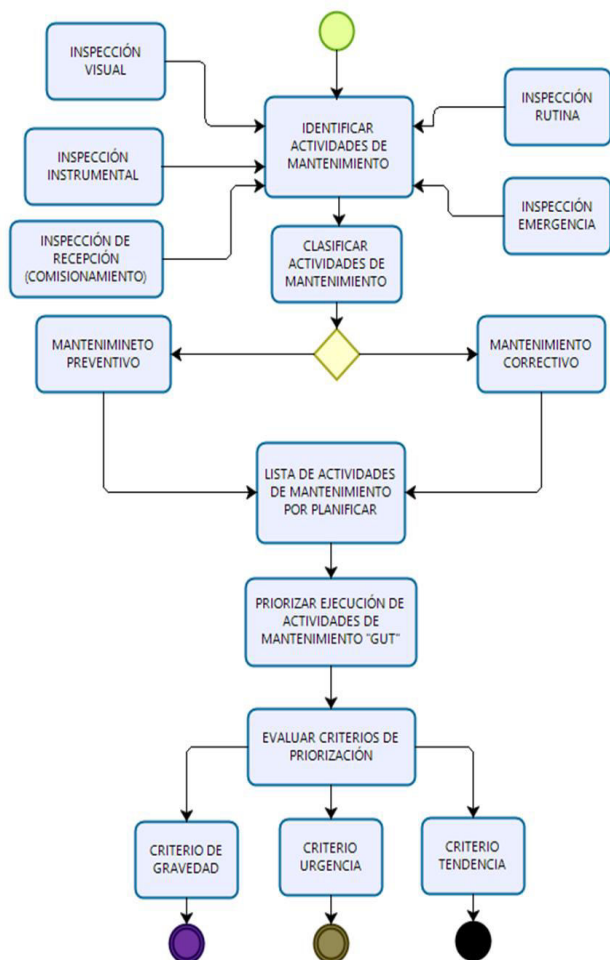 INSPECCIÓN
VISUAL
INSPECCIÓN
INSTRUMENTAL
INSPECCIÓN DE
RECEPCIÓN
(COMISIONAMIENTO)
IDENTIFICAR
ACTIVIDADES DE
MANTENIMIENTO
INSPECCIÓN
RUTINA
INSPECCIÓN
EMERGENCIA
CLASIFICAR
ACTIVIDADES DE
MANTENIMIENTO
MANTENIMINETO
PREVENTIVO
MANTENIMIENTO
CORRECTIVO
LISTA DE ACTIVIDADES
DE MANTENIMIENTO
POR PLANIFICAR
PRIORIZAR EJECUCIÓN DE
ACTIVIDADES DE
MANTENIMIENTO "GUT"
EVALUAR CRITERIOS DE
PRIORIZACIÓN
CRITERIO DE
GRAVEDAD
CRITERIO
URGENCIA
CRITERIO
TENDENCIA